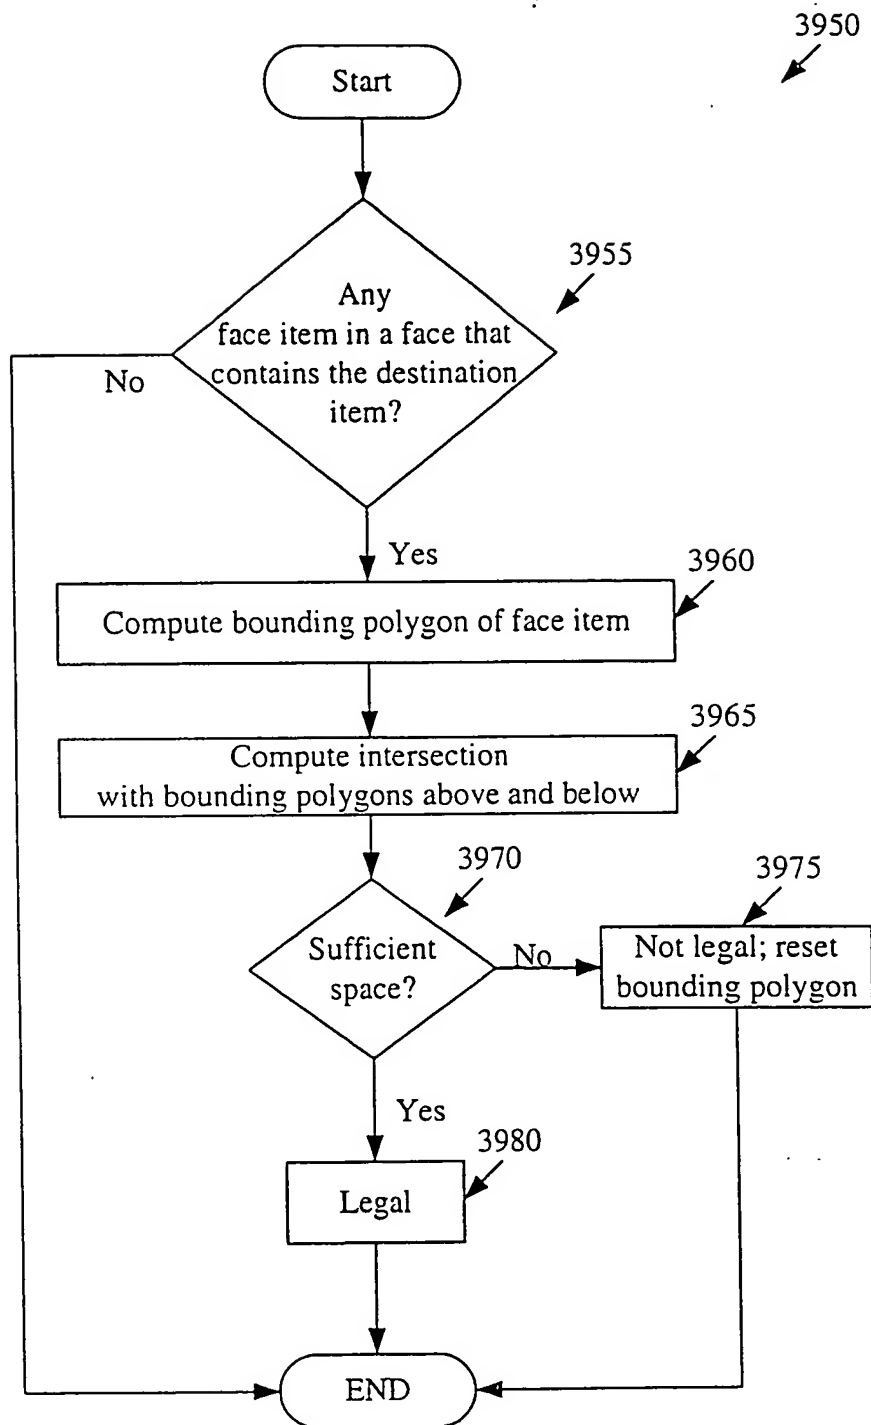 3950
Start
3955
Any
face item in a face that
contains the destination
item?
No
Yes
3960
Compute bounding polygon of face item
3965
Compute intersection
with bounding polygons above and below
3970
3975
Sufficient
space?
No
Not legal; reset
bounding polygon
Yes
3980
Legal
END